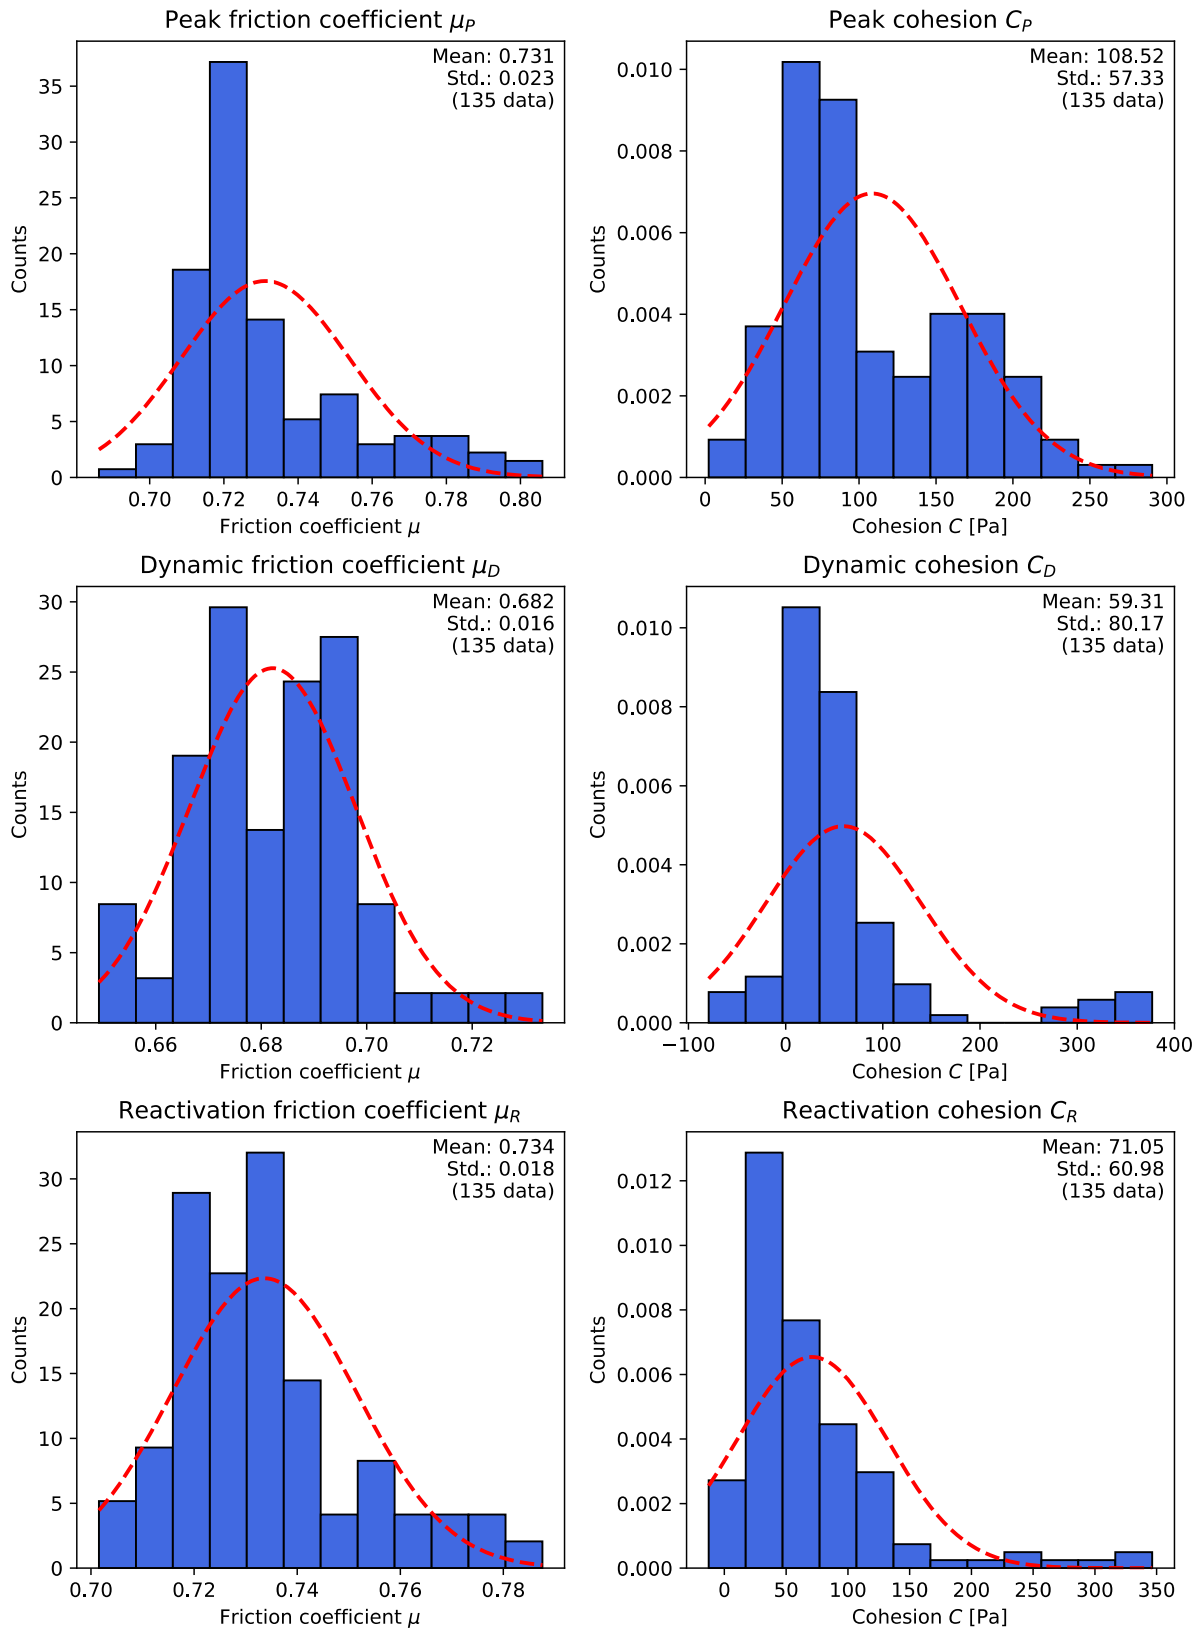 Peak friction coefficient μ_P
Mean: 0.731
Std.: 0.023
(135 data)
Counts
35
30
25
20
15
10
5
0
0.70 0.72 0.74 0.76 0.78 0.80
Friction coefficient μ
Peak cohesion C_P
Mean: 108.52
Std.: 57.33
(135 data)
Counts
0.010
0.008
0.006
0.004
0.002
0.000
0 50 100 150 200 250 300
Cohesion C [Pa]
Dynamic friction coefficient μ_D
Mean: 0.682
Std.: 0.016
(135 data)
Counts
30
25
20
15
10
5
0
0.66 0.68 0.70 0.72
Friction coefficient μ
Dynamic cohesion C_D
Mean: 59.31
Std.: 80.17
(135 data)
Counts
0.010
0.008
0.006
0.004
0.002
0.000
−100 0 100 200 300 400
Cohesion C [Pa]
Reactivation friction coefficient μ_R
Mean: 0.734
Std.: 0.018
(135 data)
Counts
30
25
20
15
10
5
0
0.70 0.72 0.74 0.76 0.78
Friction coefficient μ
Reactivation cohesion C_R
Mean: 71.05
Std.: 60.98
(135 data)
Counts
0.012
0.010
0.008
0.006
0.004
0.002
0.000
0 50 100 150 200 250 300 350
Cohesion C [Pa]